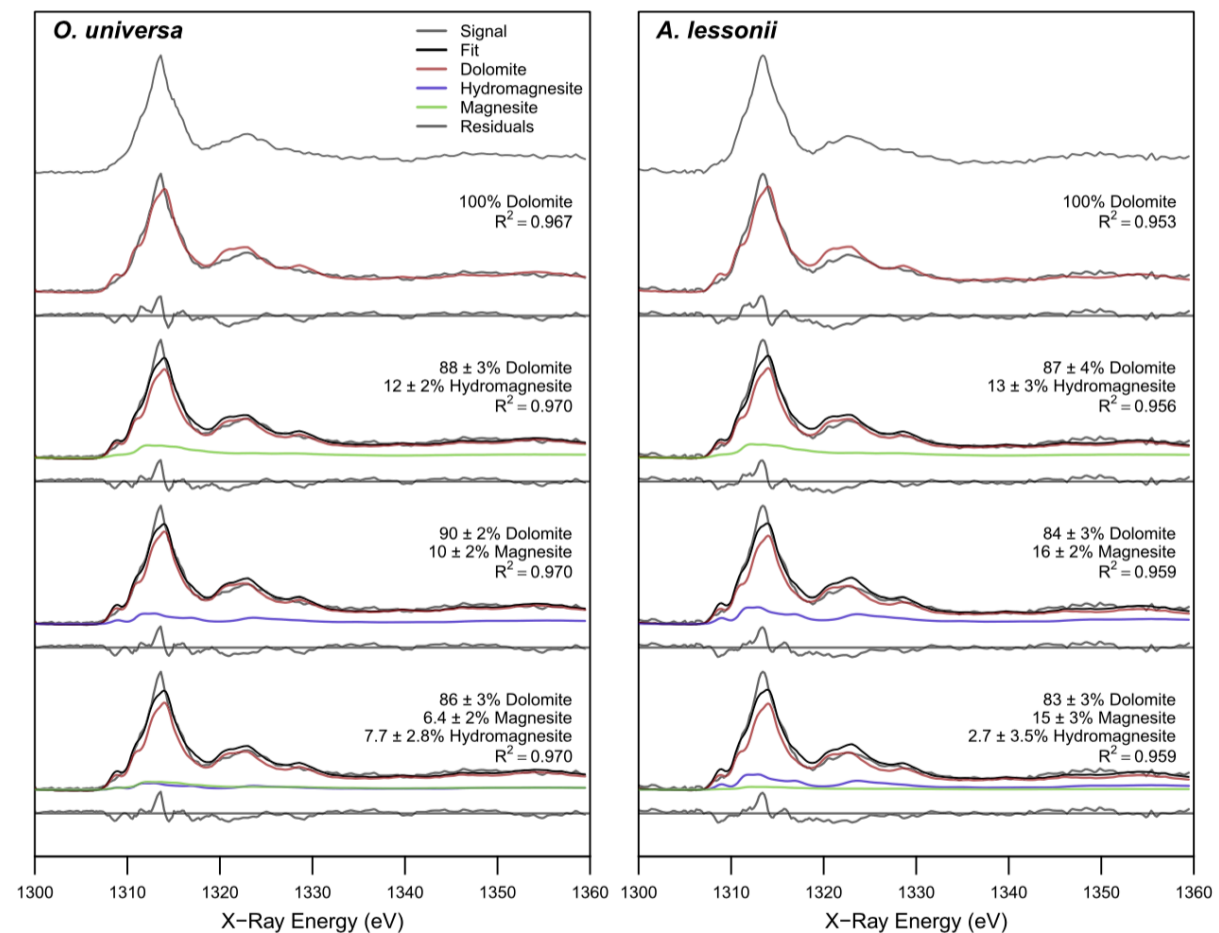 O. universa
Signal
Fit
Dolomite
Hydromagnesite
Magnesite
Residuals
100% Dolomite
R² = 0.967
88 ± 3% Dolomite
12 ± 2% Hydromagnesite
R² = 0.970
90 ± 2% Dolomite
10 ± 2% Magnesite
R² = 0.970
86 ± 3% Dolomite
6.4 ± 2% Magnesite
7.7 ± 2.8% Hydromagnesite
R² = 0.970
1300 1310 1320 1330 1340 1350 1360
X−Ray Energy (eV)
A. lessonii
100% Dolomite
R² = 0.953
87 ± 4% Dolomite
13 ± 3% Hydromagnesite
R² = 0.956
84 ± 3% Dolomite
16 ± 2% Magnesite
R² = 0.959
83 ± 3% Dolomite
15 ± 3% Magnesite
2.7 ± 3.5% Hydromagnesite
R² = 0.959
1300 1310 1320 1330 1340 1350 1360
X−Ray Energy (eV)